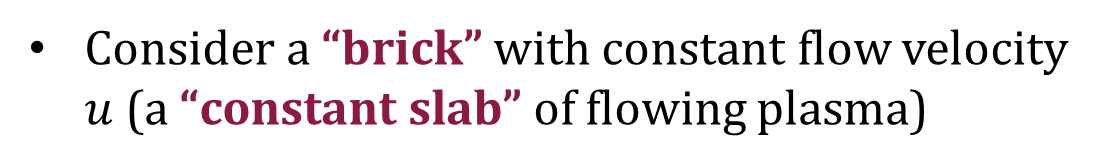 • Consider a “brick” with constant flow velocity
𝑢 (a “constant slab” of flowing plasma)